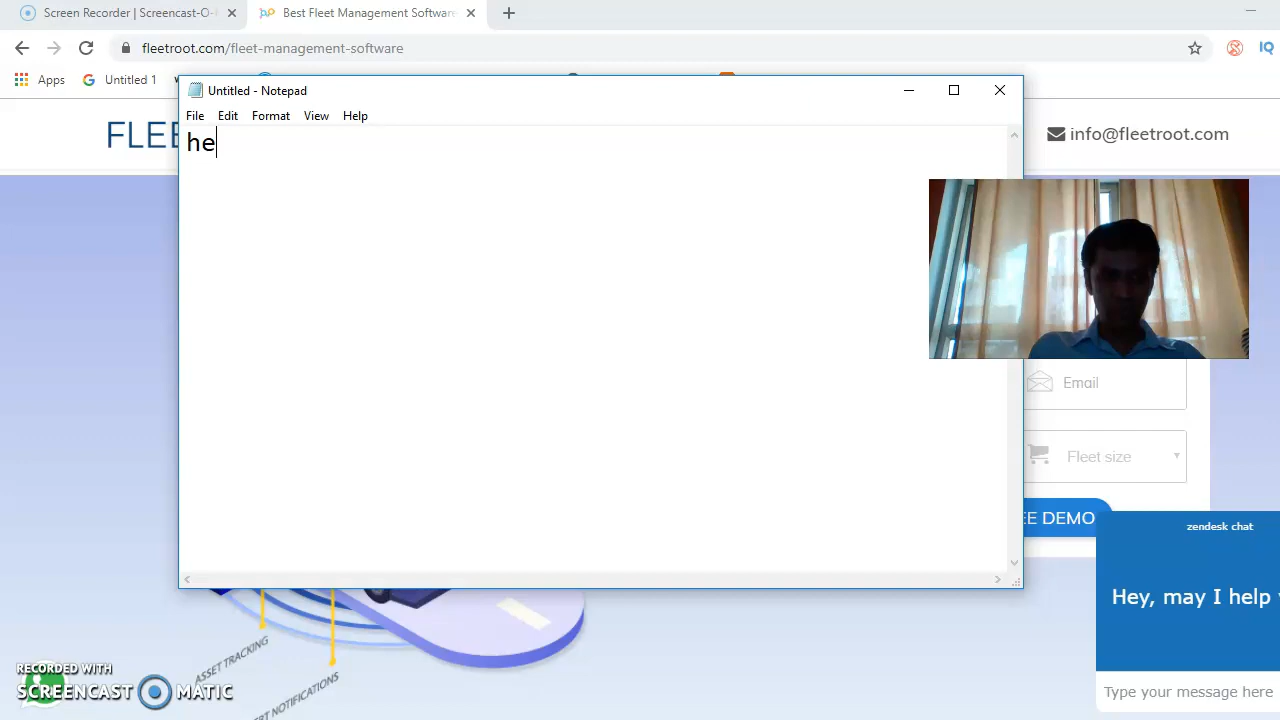 Screen Recorder | Screencast-O-
Best Fleet Management Software
fleetroot.com/fleet-management-software
IQ
Apps
Untitled 1
Untitled - Notepad
File Edit Format View Help
he
FLEE
info@fleetroot.com
Email
Fleet size
EE DEMO
zendesk chat
Hey, may I help
Type your message here
ASSET TRACKING
RT NOTIFICATIONS
RECORDED WITH
SCREENCAST MATIC